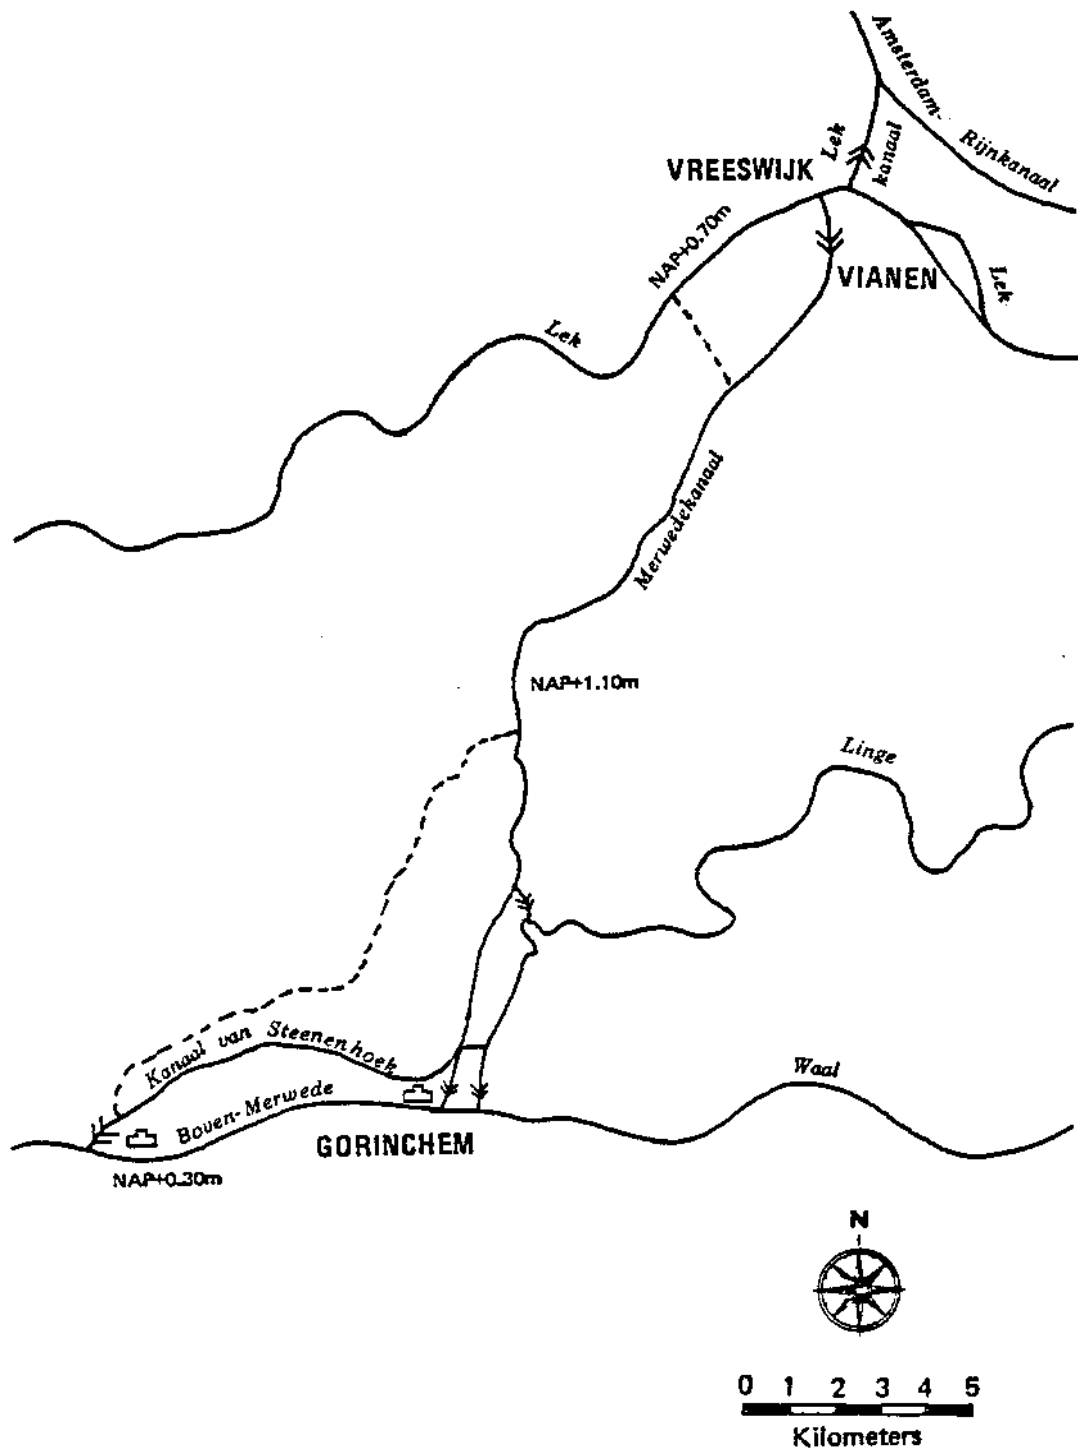 Amsterdam-
Rijnkanaal
Lek
kanaal
VREESWIJK
NAP+0.70m
VIANEN
Lek
Lek
Merwedekanaal
NAP+1.10m
Linge
Kanaal van Steenenhoek
Boven-Merwede
Waal
GORINCHEM
NAP+0.30m
N
0 1 2 3 4 5
Kilometers